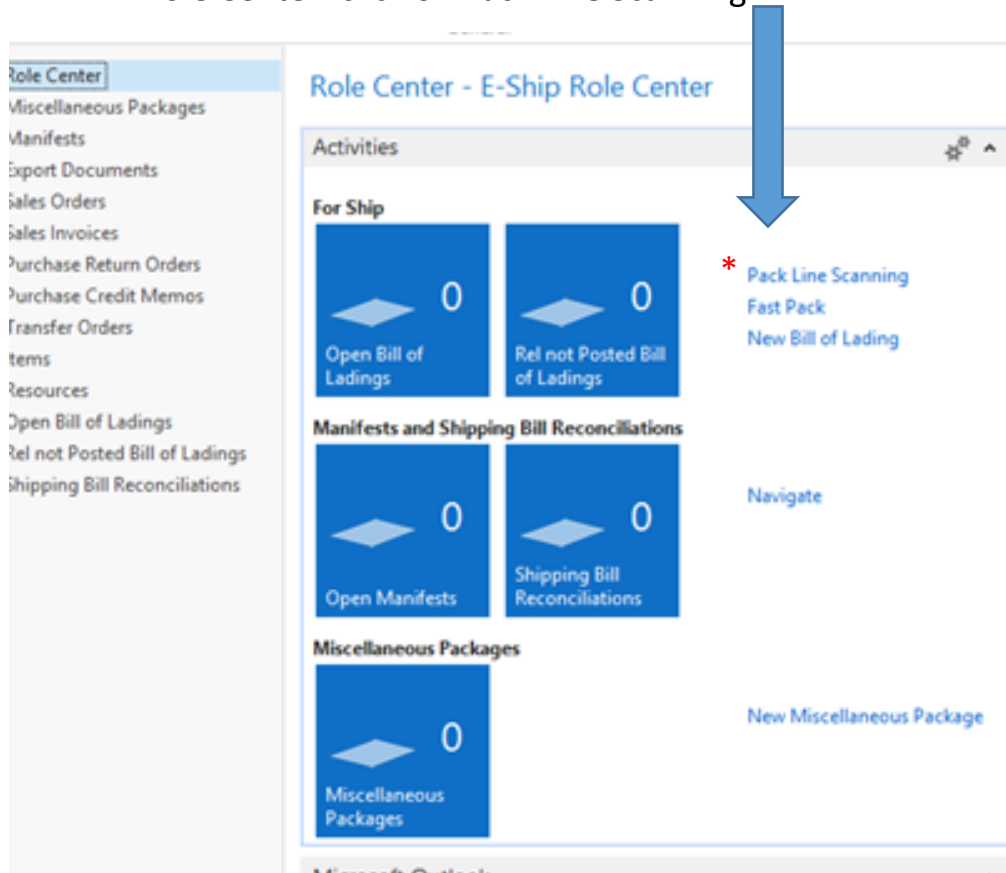 Role Center
Miscellaneous Packages
Manifests
Export Documents
Sales Orders
Sales Invoices
Purchase Return Orders
Purchase Credit Memos
Transfer Orders
Items
Resources
Open Bill of Ladings
Rel not Posted Bill of Ladings
Shipping Bill Reconciliations
Role Center - E-Ship Role Center
Activities
For Ship
0
Open Bill of
Ladings
0
Rel not Posted Bill
of Ladings
* Pack Line Scanning
Fast Pack
New Bill of Lading
Manifests and Shipping Bill Reconciliations
0
Open Manifests
0
Shipping Bill
Reconciliations
Navigate
Miscellaneous Packages
0
Miscellaneous
Packages
New Miscellaneous Package
Microsoft Outlook